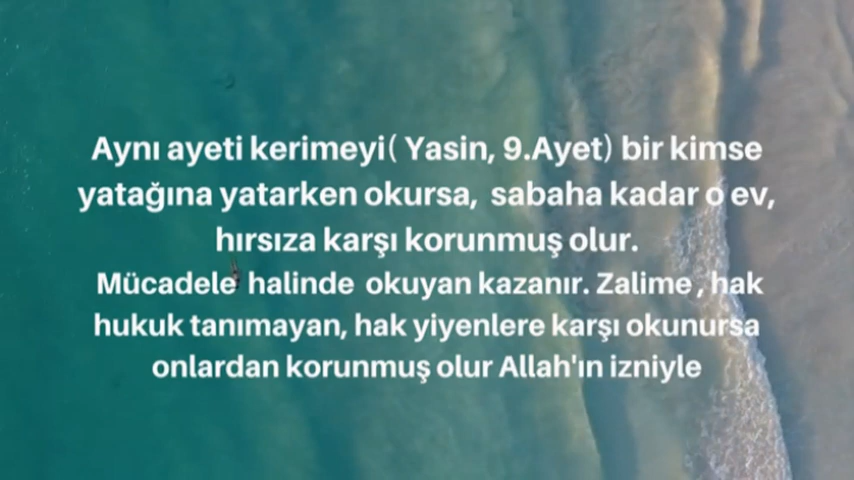 Aynı ayeti kerimeyi( Yasin, 9.Ayet) bir kimse
yatağına yatarken okursa, sabaha kadar o ev,
hırsıza karşı korunmuş olur.
Mücadele halinde okuyan kazanır. Zalime , hak
hukuk tanımayan, hak yiyenlere karşı okunursa
onlardan korunmuş olur Allah'ın izniyle